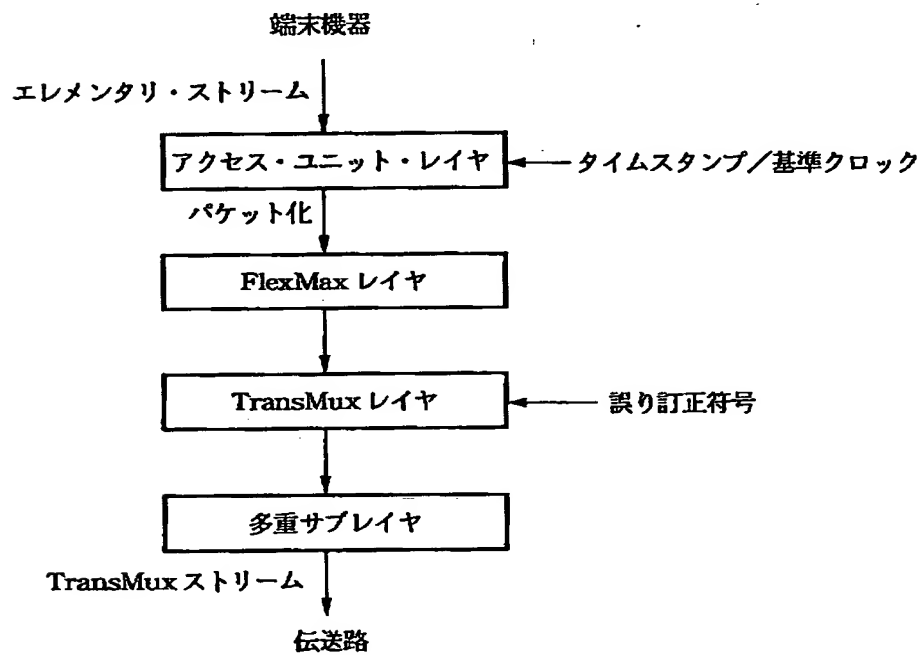 端末機器
エレメンタリ・ストリーム
アクセス・ユニット・レイヤ
タイムスタンプ／基準クロック
パケット化
FlexMax レイヤ
TransMux レイヤ
誤り訂正符号
多重サブレイヤ
TransMux ストリーム
伝送路